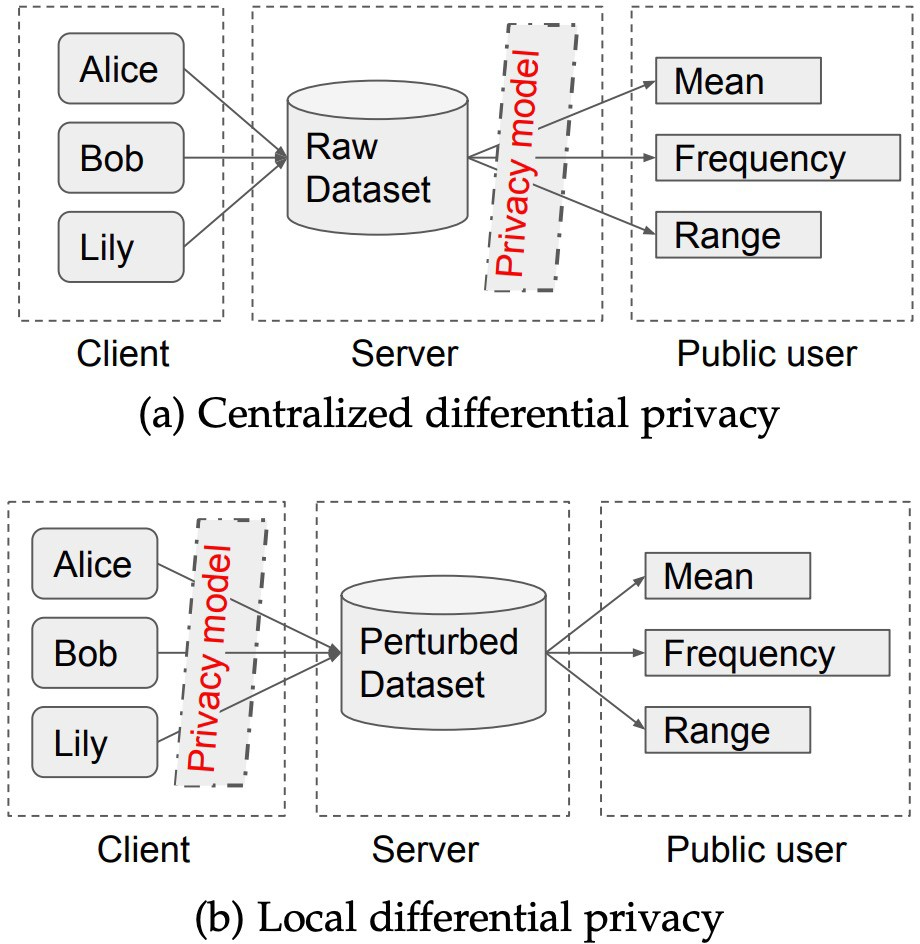 Alice
Bob
Lily
Raw
Dataset
Privacy model
Mean
Frequency
Range
Client
Server
Public user
(a) Centralized differential privacy
Alice
Bob
Lily
Privacy model
Perturbed
Dataset
Mean
Frequency
Range
Client
Server
Public user
(b) Local differential privacy